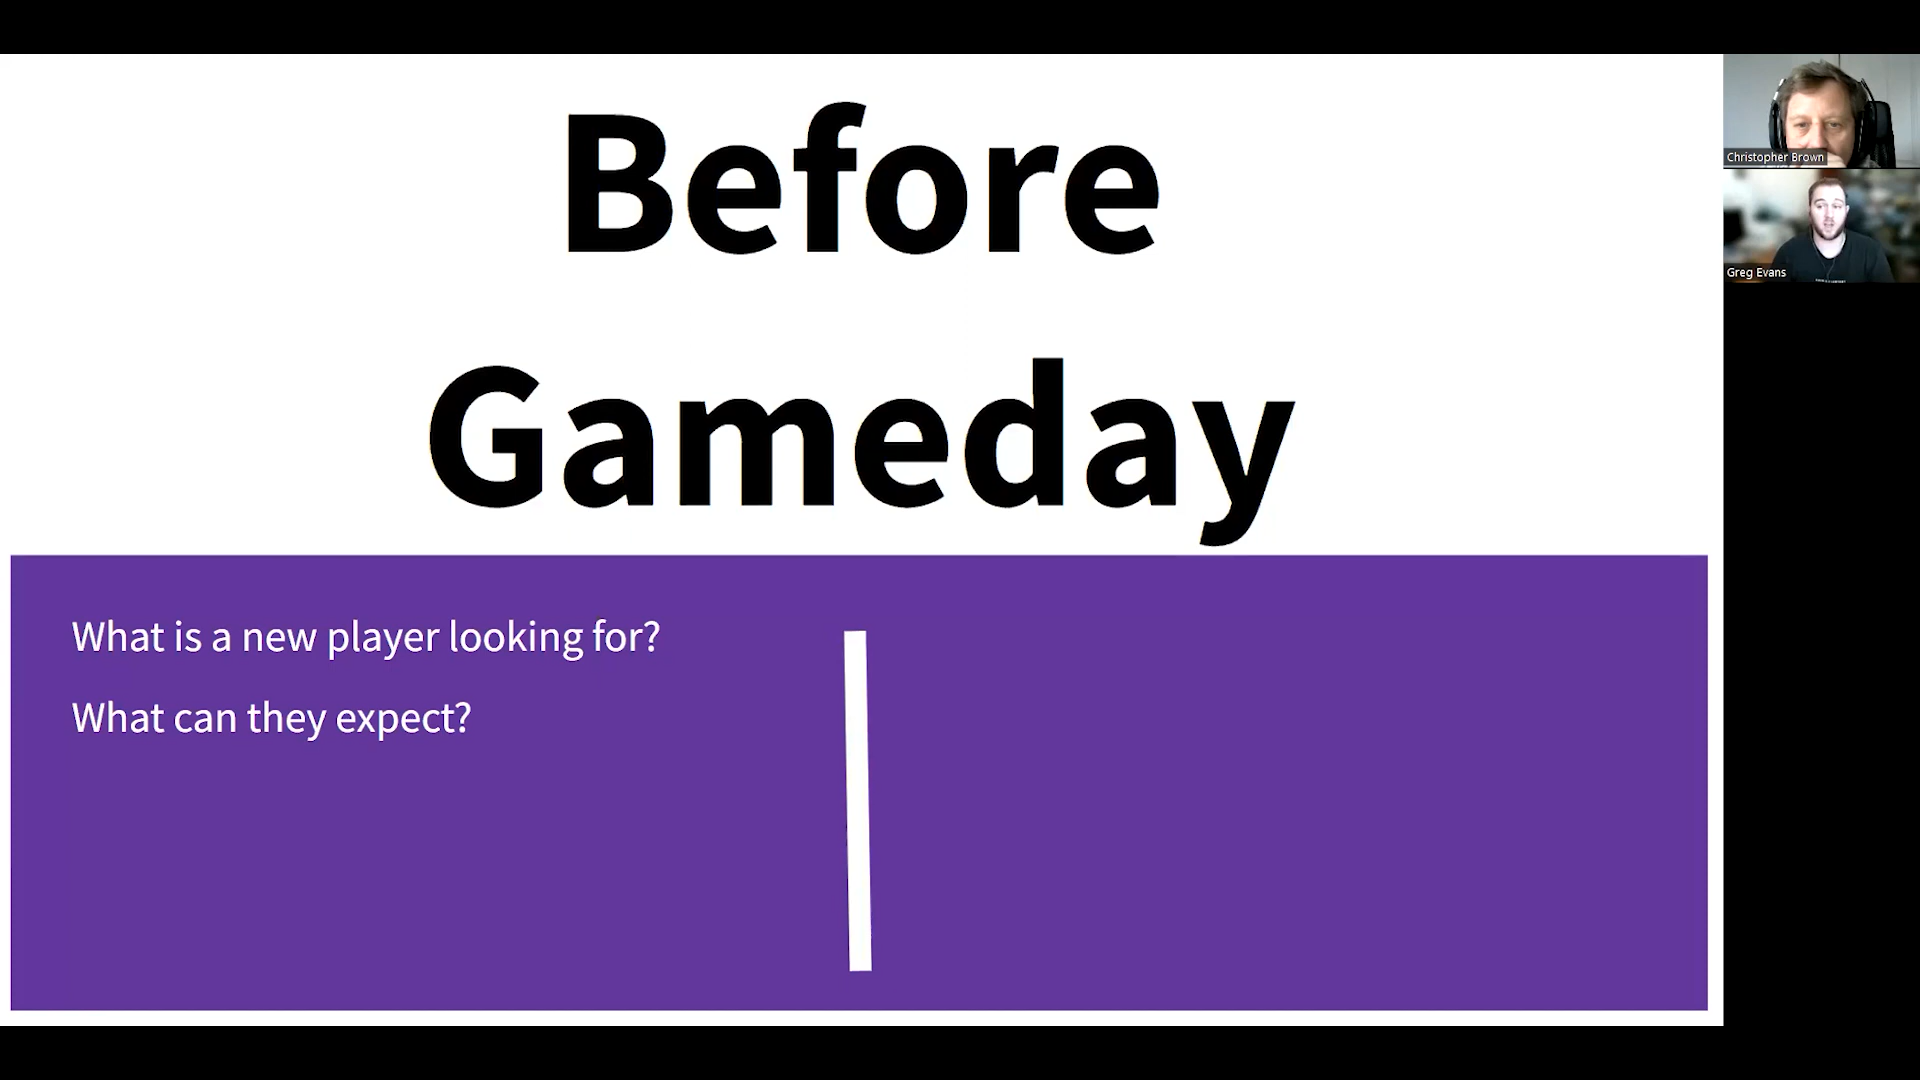 Before
Gameday
What is a new player looking for?
What can they expect?
Christopher Brown
Greg Evans